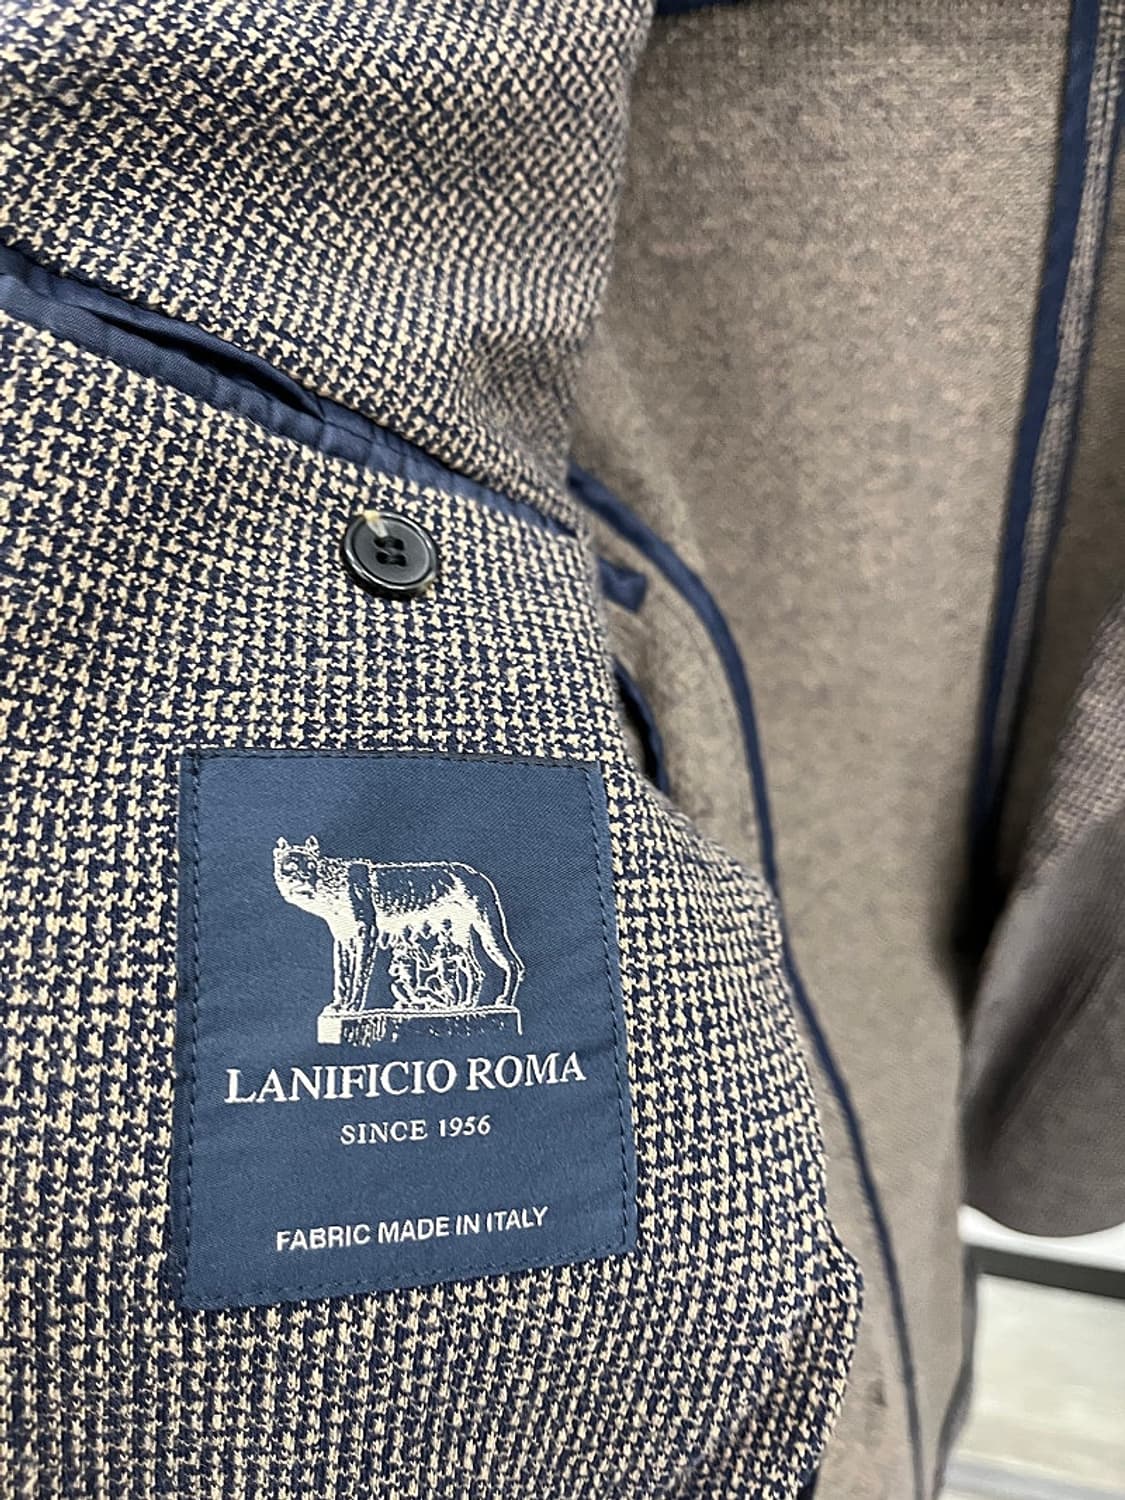 LANIFICIO ROMA
SINCE 1956
FABRIC MADE IN ITALY